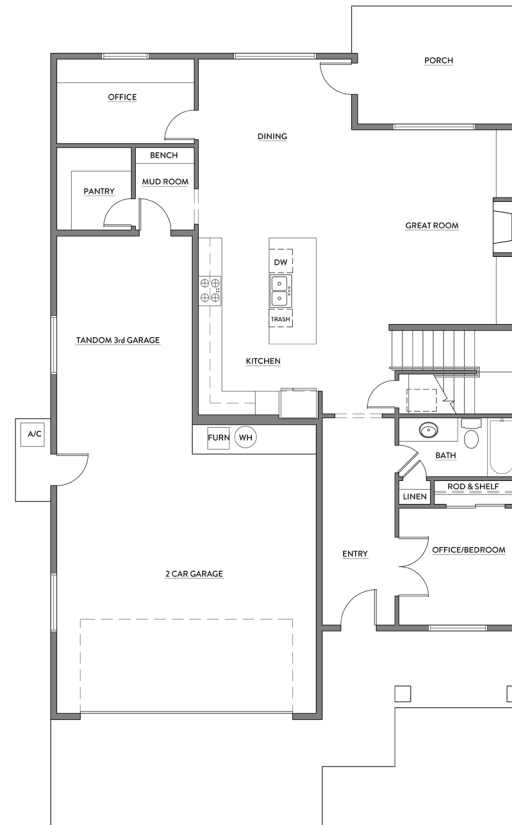 PORCH
OFFICE
DINING
BENCH
MUD ROOM
PANTRY
GREAT ROOM
DW
TRASH
TANDOM 3rd GARAGE
KITCHEN
A/C
FURN
WH
BATH
ROD & SHELF
LINEN
ENTRY
OFFICE/BEDROOM
2 CAR GARAGE